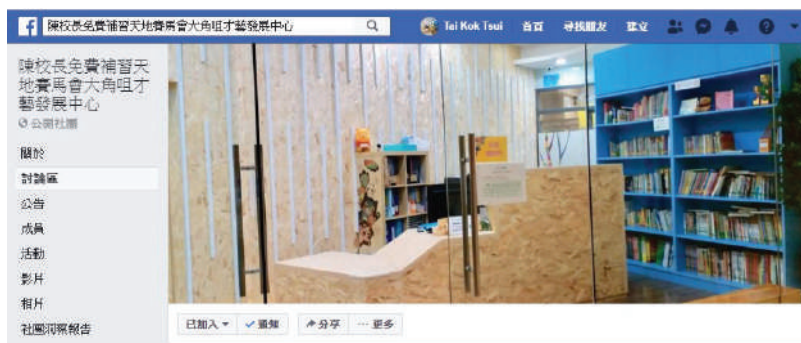 陳校長免費補習天地賽馬會大角咀才藝發展中心
Tai Kok Tsui 首頁 尋找朋友 建立
陳校長免費補習天
地賽馬會大角咀才
藝發展中心
公開社團
關於
討論區
公告
成員
活動
影片
相片
社團洞察報告
已加入 通知 分享 ··· 更多